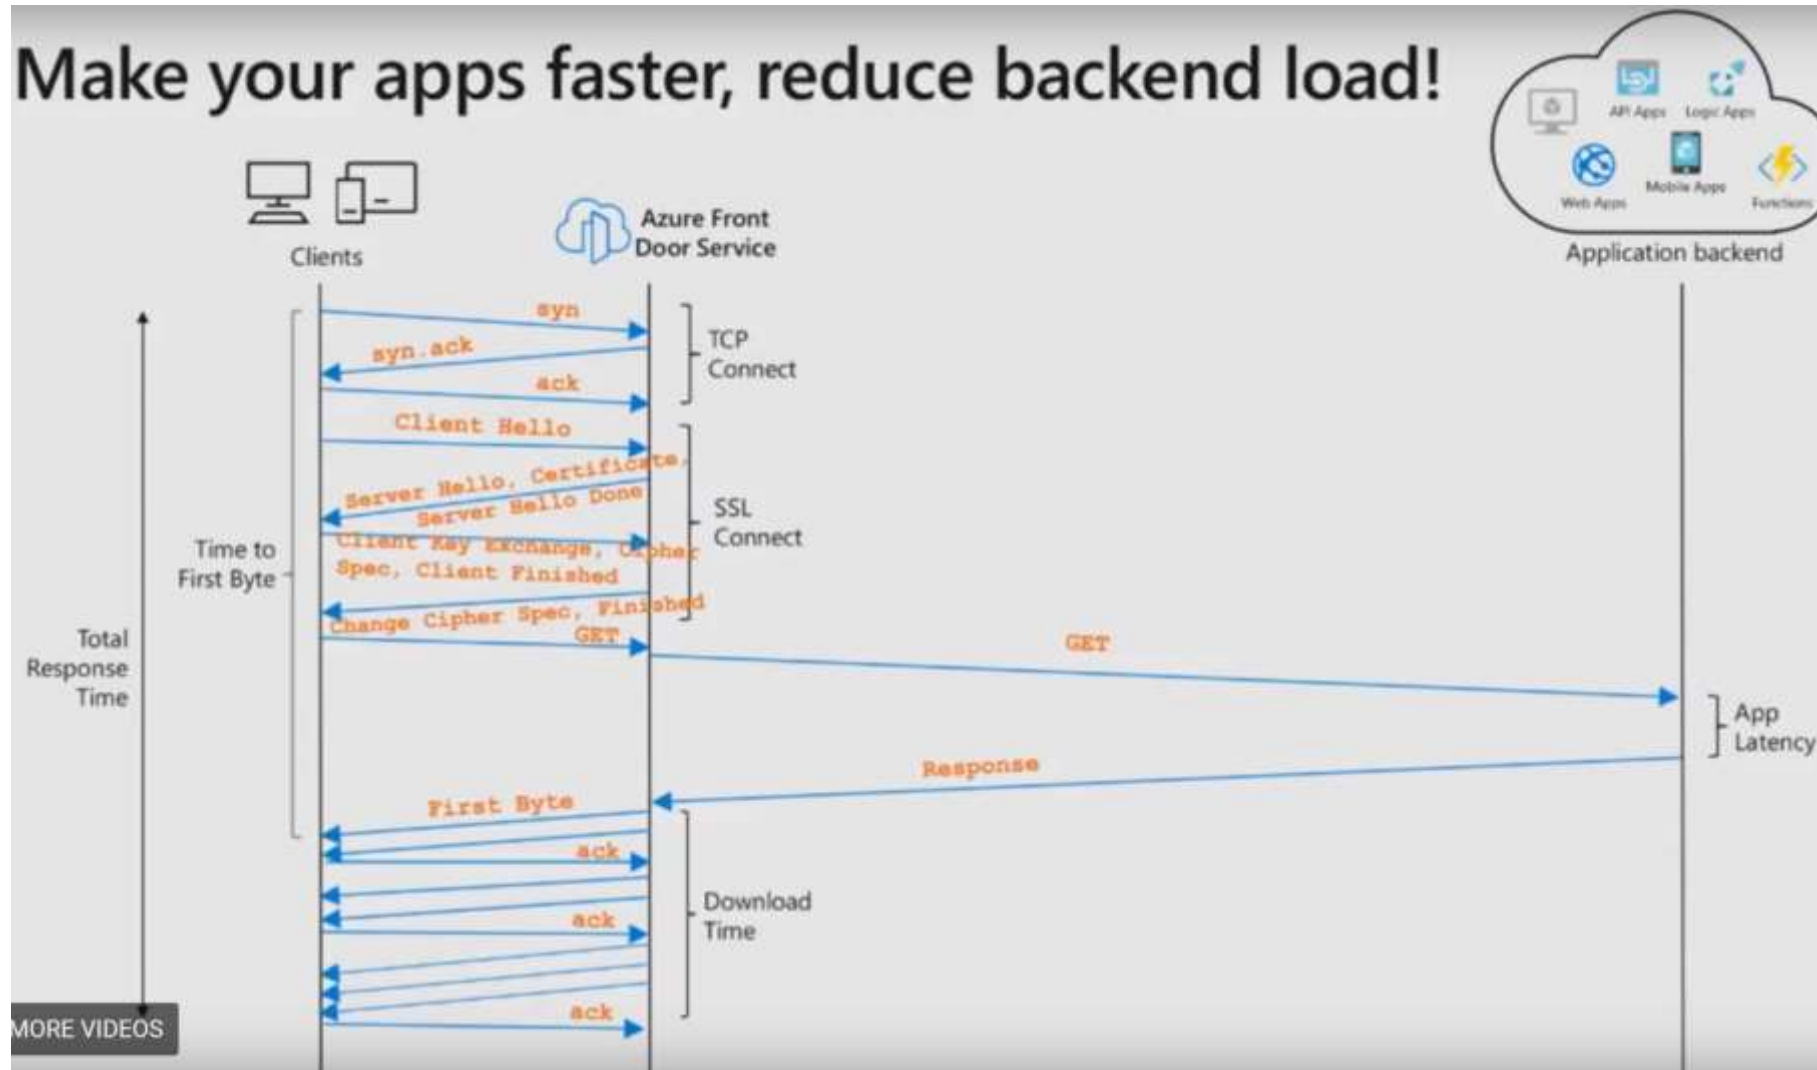 Make your apps faster, reduce backend load!
API Apps
Logic Apps
Web Apps
Mobile Apps
Functions
Application backend
Clients
Azure Front
Door Service
syn
syn.ack
ack
TCP
Connect
Client Hello
Server Hello, Certificate,
Server Hello Done
Client Key Exchange, Cipher
Spec, Client Finished
Change Cipher Spec, Finished
SSL
Connect
GET
GET
Time to
First Byte
Total
Response
Time
App
Latency
Response
First Byte
ack
ack
ack
Download
Time
MORE VIDEOS